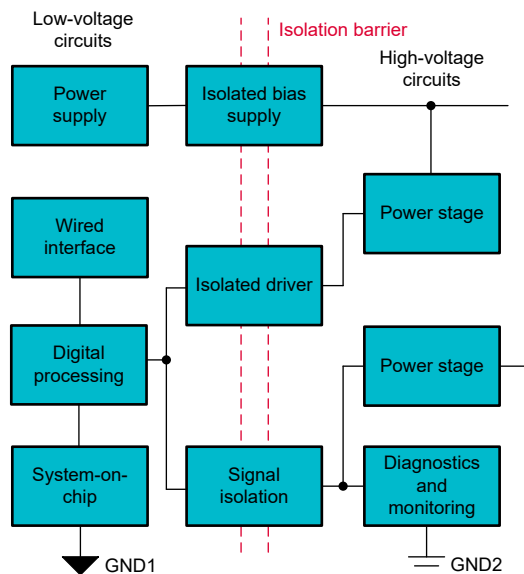 Low-voltage
circuits
Isolation barrier
High-voltage
circuits
Power
supply
Isolated bias
supply
Wired
interface
Power stage
Isolated driver
Digital
processing
Power stage
System-on-
chip
Signal
isolation
Diagnostics
and
monitoring
GND1
GND2